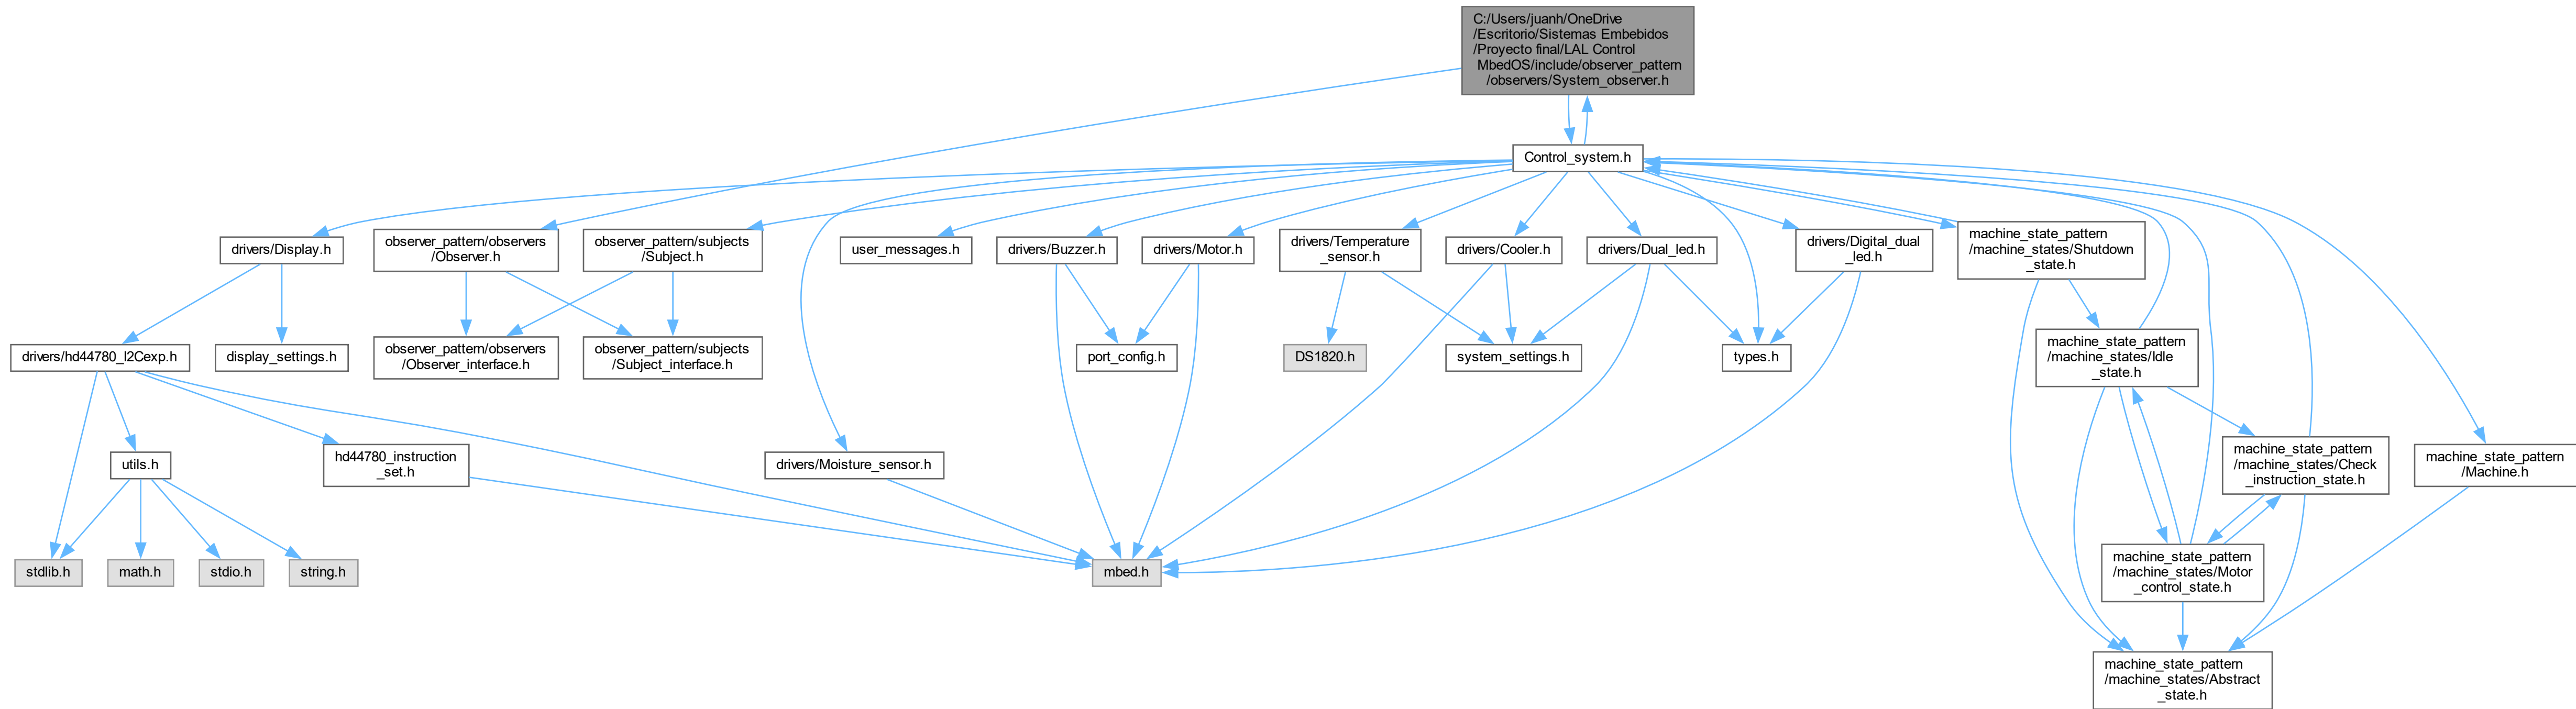 C:/Users/juanh/OneDrive
/Escritorio/Sistemas Embebidos
/Proyecto final/LAL Control
MbedOS/include/observer_pattern
/observers/System_observer.h
Control_system.h
drivers/Display.h
observer_pattern/observers
/Observer.h
observer_pattern/subjects
/Subject.h
user_messages.h
drivers/Buzzer.h
drivers/Motor.h
drivers/Temperature
_sensor.h
drivers/Cooler.h
drivers/Dual_led.h
drivers/Digital_dual
_led.h
machine_state_pattern
/machine_states/Shutdown
_state.h
drivers/hd44780_I2Cexp.h
display_settings.h
observer_pattern/observers
/Observer_interface.h
observer_pattern/subjects
/Subject_interface.h
port_config.h
DS1820.h
system_settings.h
types.h
machine_state_pattern
/machine_states/Idle
_state.h
utils.h
hd44780_instruction
_set.h
drivers/Moisture_sensor.h
machine_state_pattern
/machine_states/Check
_instruction_state.h
machine_state_pattern
/Machine.h
stdlib.h
math.h
stdio.h
string.h
mbed.h
machine_state_pattern
/machine_states/Motor
_control_state.h
machine_state_pattern
/machine_states/Abstract
_state.h